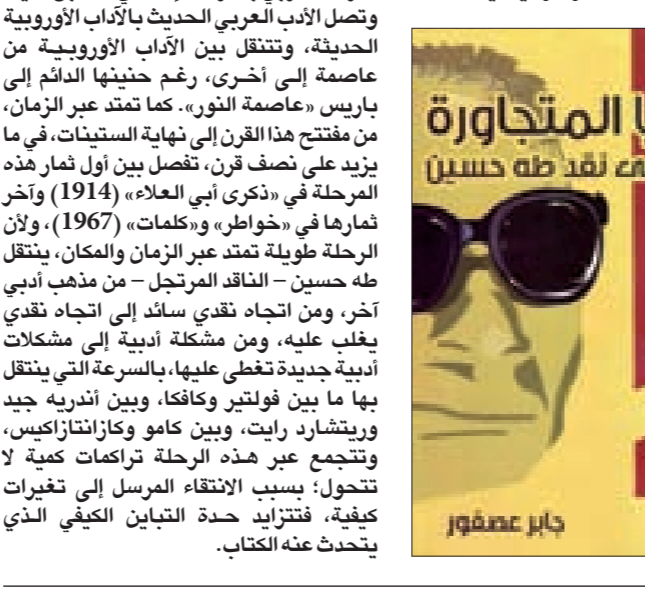 وتصل الأدب العربي الحديث بالآداب الأوروبية
الحديثة، وتتنقل بين الآداب الأوروبية من
عاصمة إلى أخرى، رغم حنينها الدائم إلى
باريس «عاصمة النور». كما تمتد عبر الزمان،
من مفتتح هذا القرن إلى نهاية الستينات، في ما
يزيد على نصف قرن، تفصل بين أول ثمار هذه
المرحلة في «ذكرى أبي العلاء» (1914) وآخر
ثمارها في «خواطر» و«كلمات» (1967)، ولأن
الرحلة طويلة تمتد عبر الزمان والمكان، ينتقل
طه حسين – الناقد المرتجل – من مذهب أدبي
آخر، ومن اتجاه نقدي سائد إلى اتجاه نقدي
يغلب عليه، ومن مشكلة أدبية إلى مشكلات
أدبية جديدة تغطى عليها، بالسرعة التي ينتقل
بها ما بين فولتير وكافكا، وبين أندريه جيد
وريتشارد رايت، وبين كامو وكازانتازاكيس،
وتتجمع عبر هذه الرحلة تراكمات كمية لا
تتحول؛ بسبب الانتقاء المرسل إلى تغيرات
كيفية، فتتزايد حدة التباين الكيفي الذي
يتحدث عنه الكتاب.
المتجاورة
نقد طه حسين
جابر عصفور